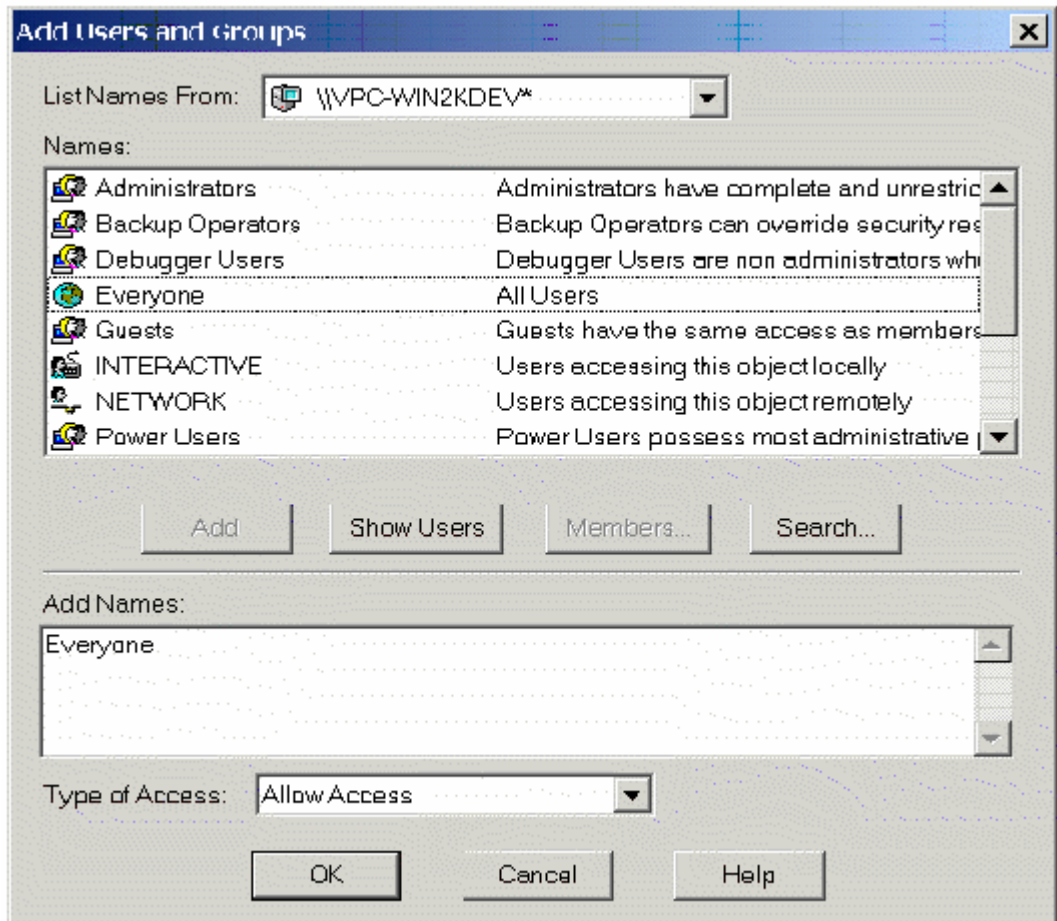 Add Users and Groups
List Names From: \\VPC-WIN2KDEV*
Names:
Administrators Administrators have complete and unrestric
Backup Operators Backup Operators can override security res
Debugger Users Debugger Users are non administrators who
Everyone All Users
Guests Guests have the same access as members
INTERACTIVE Users accessing this object locally
NETWORK Users accessing this object remotely
Power Users Power Users possess most administrative p
Add Show Users Members... Search...
Add Names:
Everyone
Type of Access: Allow Access
OK Cancel Help